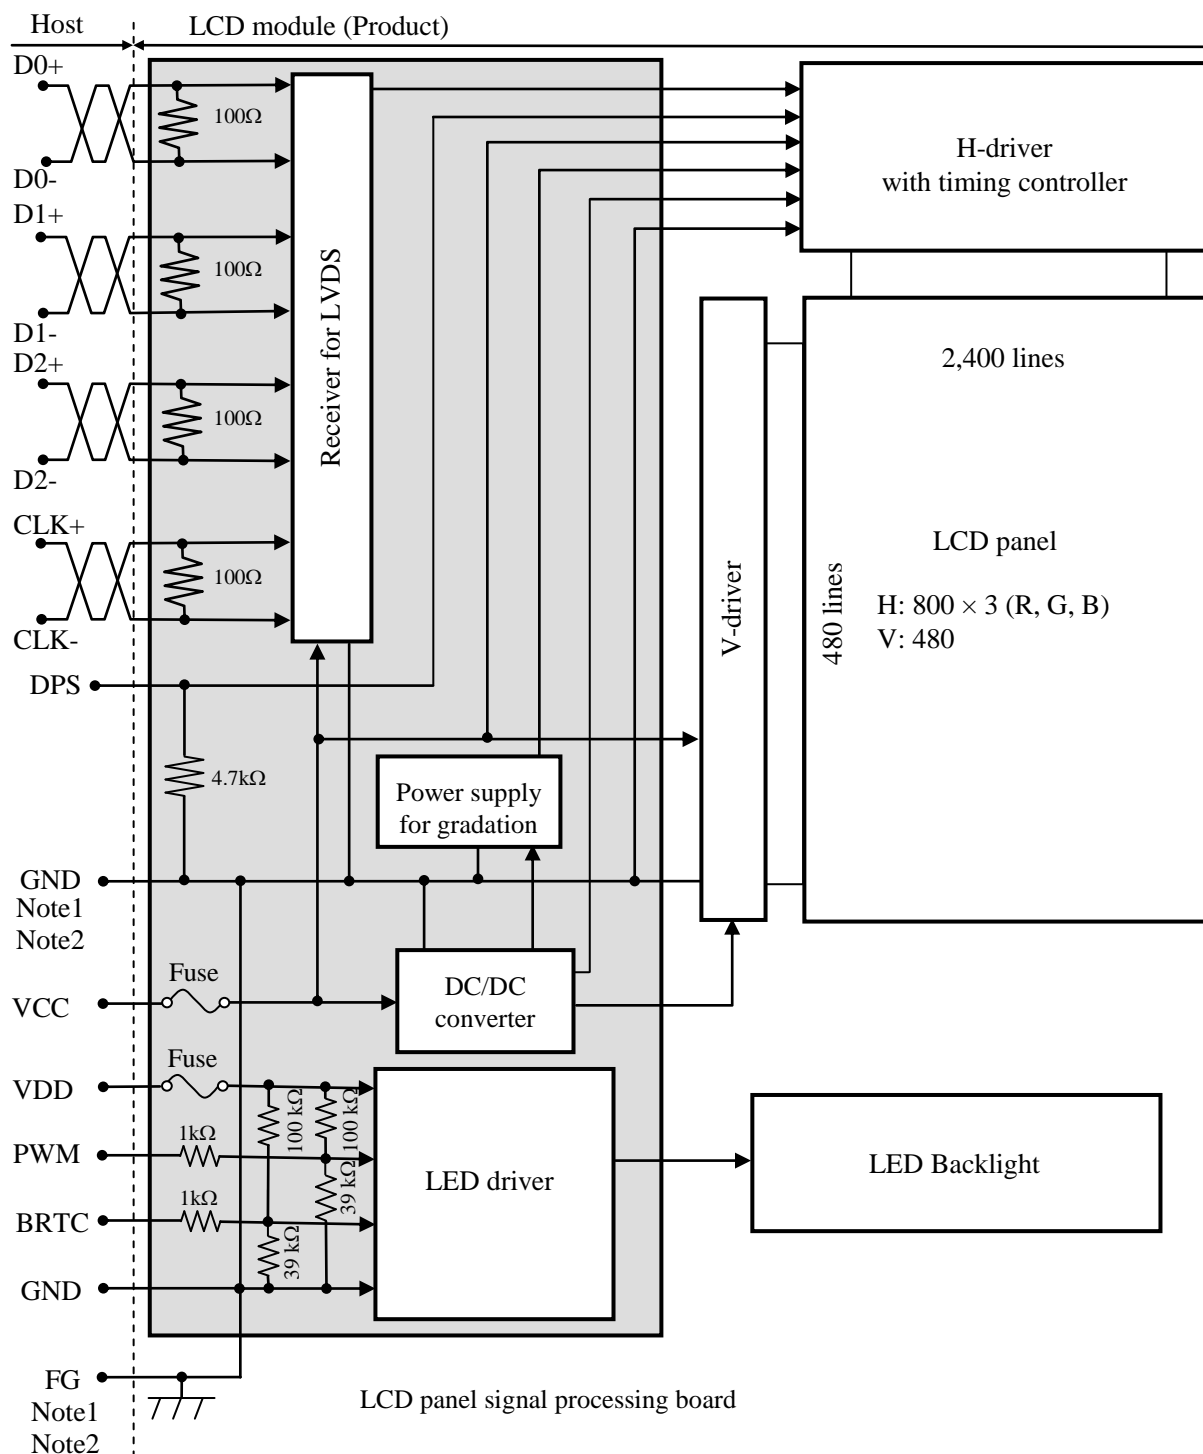 Host
LCD module (Product)
D0+
100Ω
D0-
D1+
100Ω
D1-
D2+
100Ω
D2-
CLK+
100Ω
CLK-
Receiver for LVDS
H-driver
with timing controller
2,400 lines
LCD panel
H: 800 × 3 (R, G, B)
V: 480
480 lines
V-driver
DPS
4.7kΩ
Power supply
for gradation
GND
Note1
Note2
Fuse
VCC
DC/DC
converter
Fuse
VDD
100 kΩ
100 kΩ
1kΩ
PWM
39 kΩ
LED driver
LED Backlight
1kΩ
BRTC
39 kΩ
GND
FG
Note1
Note2
LCD panel signal processing board